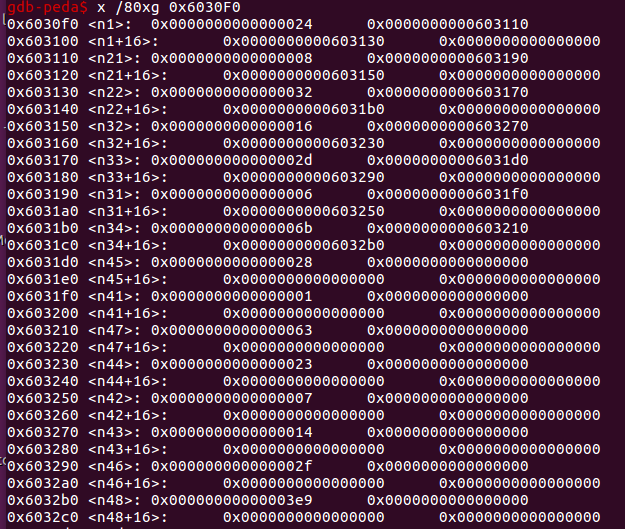 gdb-peda$ x /80xg 0x6030F0
0x6030f0 <n1>: 0x0000000000000024 0x0000000000603110
0x603100 <n1+16>: 0x0000000000603130 0x0000000000000000
0x603110 <n21>: 0x0000000000000008 0x0000000000603190
0x603120 <n21+16>: 0x0000000000603150 0x0000000000000000
0x603130 <n22>: 0x0000000000000032 0x0000000000603170
0x603140 <n22+16>: 0x00000000006031b0 0x0000000000000000
0x603150 <n32>: 0x0000000000000016 0x0000000000603270
0x603160 <n32+16>: 0x0000000000603230 0x0000000000000000
0x603170 <n33>: 0x000000000000002d 0x00000000006031d0
0x603180 <n33+16>: 0x0000000000603290 0x0000000000000000
0x603190 <n31>: 0x0000000000000006 0x00000000006031f0
0x6031a0 <n31+16>: 0x0000000000603250 0x0000000000000000
0x6031b0 <n34>: 0x000000000000006b 0x0000000000603210
0x6031c0 <n34+16>: 0x00000000006032b0 0x0000000000000000
0x6031d0 <n45>: 0x0000000000000028 0x0000000000000000
0x6031e0 <n45+16>: 0x0000000000000000 0x0000000000000000
0x6031f0 <n41>: 0x0000000000000001 0x0000000000000000
0x603200 <n41+16>: 0x0000000000000000 0x0000000000000000
0x603210 <n47>: 0x0000000000000063 0x0000000000000000
0x603220 <n47+16>: 0x0000000000000000 0x0000000000000000
0x603230 <n44>: 0x0000000000000023 0x0000000000000000
0x603240 <n44+16>: 0x0000000000000000 0x0000000000000000
0x603250 <n42>: 0x0000000000000007 0x0000000000000000
0x603260 <n42+16>: 0x0000000000000000 0x0000000000000000
0x603270 <n43>: 0x0000000000000014 0x0000000000000000
0x603280 <n43+16>: 0x0000000000000000 0x0000000000000000
0x603290 <n46>: 0x000000000000002f 0x0000000000000000
0x6032a0 <n46+16>: 0x0000000000000000 0x0000000000000000
0x6032b0 <n48>: 0x00000000000003e9 0x0000000000000000
0x6032c0 <n48+16>: 0x0000000000000000 0x0000000000000000